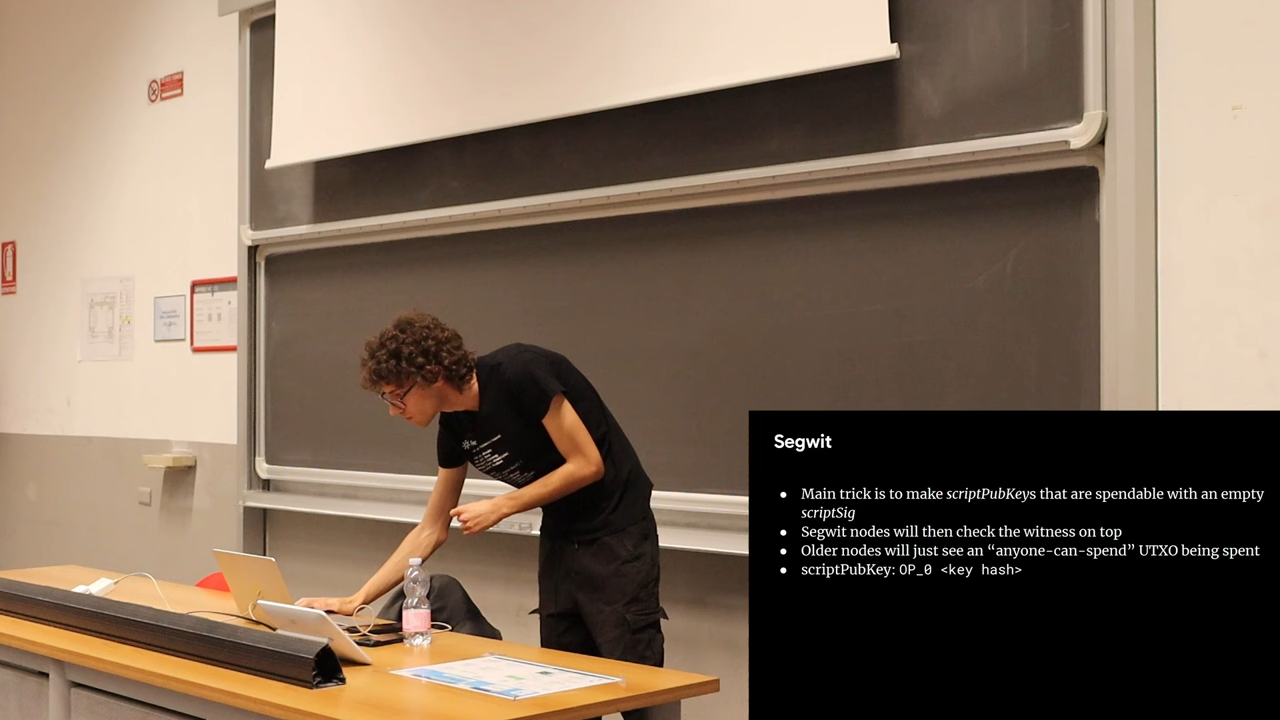 Segwit
● Main trick is to make scriptPubKeys that are spendable with an empty
scriptSig
● Segwit nodes will then check the witness on top
● Older nodes will just see an “anyone-can-spend” UTXO being spent
● scriptPubKey: OP_0 <key hash>